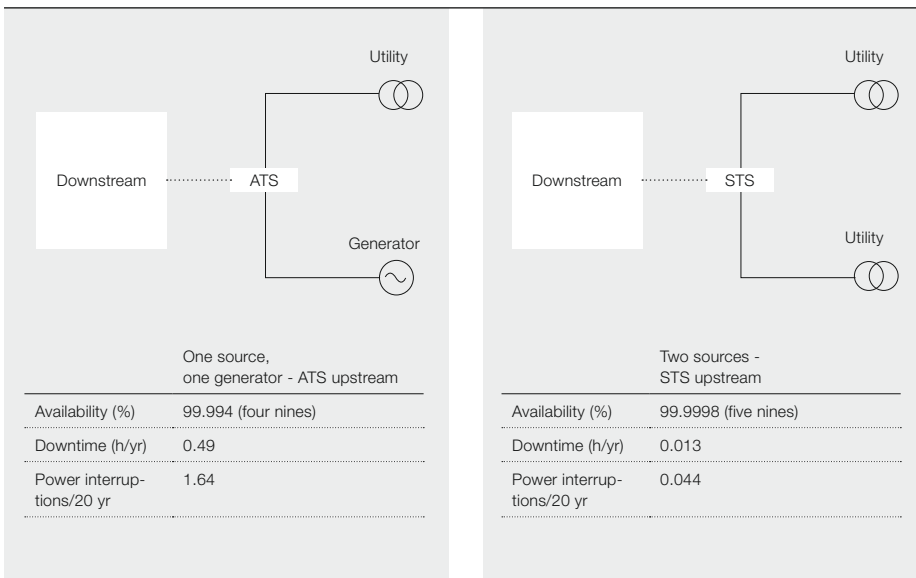 Utility
Downstream
ATS
Generator
One source,
one generator - ATS upstream
Availability (%) 99.994 (four nines)
Downtime (h/yr) 0.49
Power interrup- 1.64
tions/20 yr
Utility
Downstream
STS
Utility
Two sources -
STS upstream
Availability (%) 99.9998 (five nines)
Downtime (h/yr) 0.013
Power interrup- 0.044
tions/20 yr